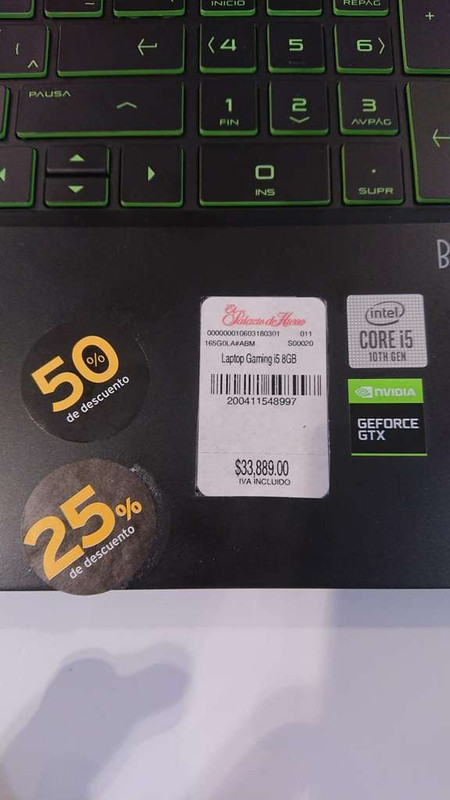 INICIO
REPÁG
+
{
[
^
4
5
6
PAUSA
1
FIN
2
3
AVPÁG
0
INS
.
SUPR
B
El
Palacio de Hierro
000000010603180301 011
165G0LA#ABM S00020
Laptop Gaming i5 8GB
200411548997
$33,889.00
IVA INCLUIDO
intel
CORE i5
10TH GEN
NVIDIA
GEFORCE
GTX
50%
de descuento
25%
de descuento